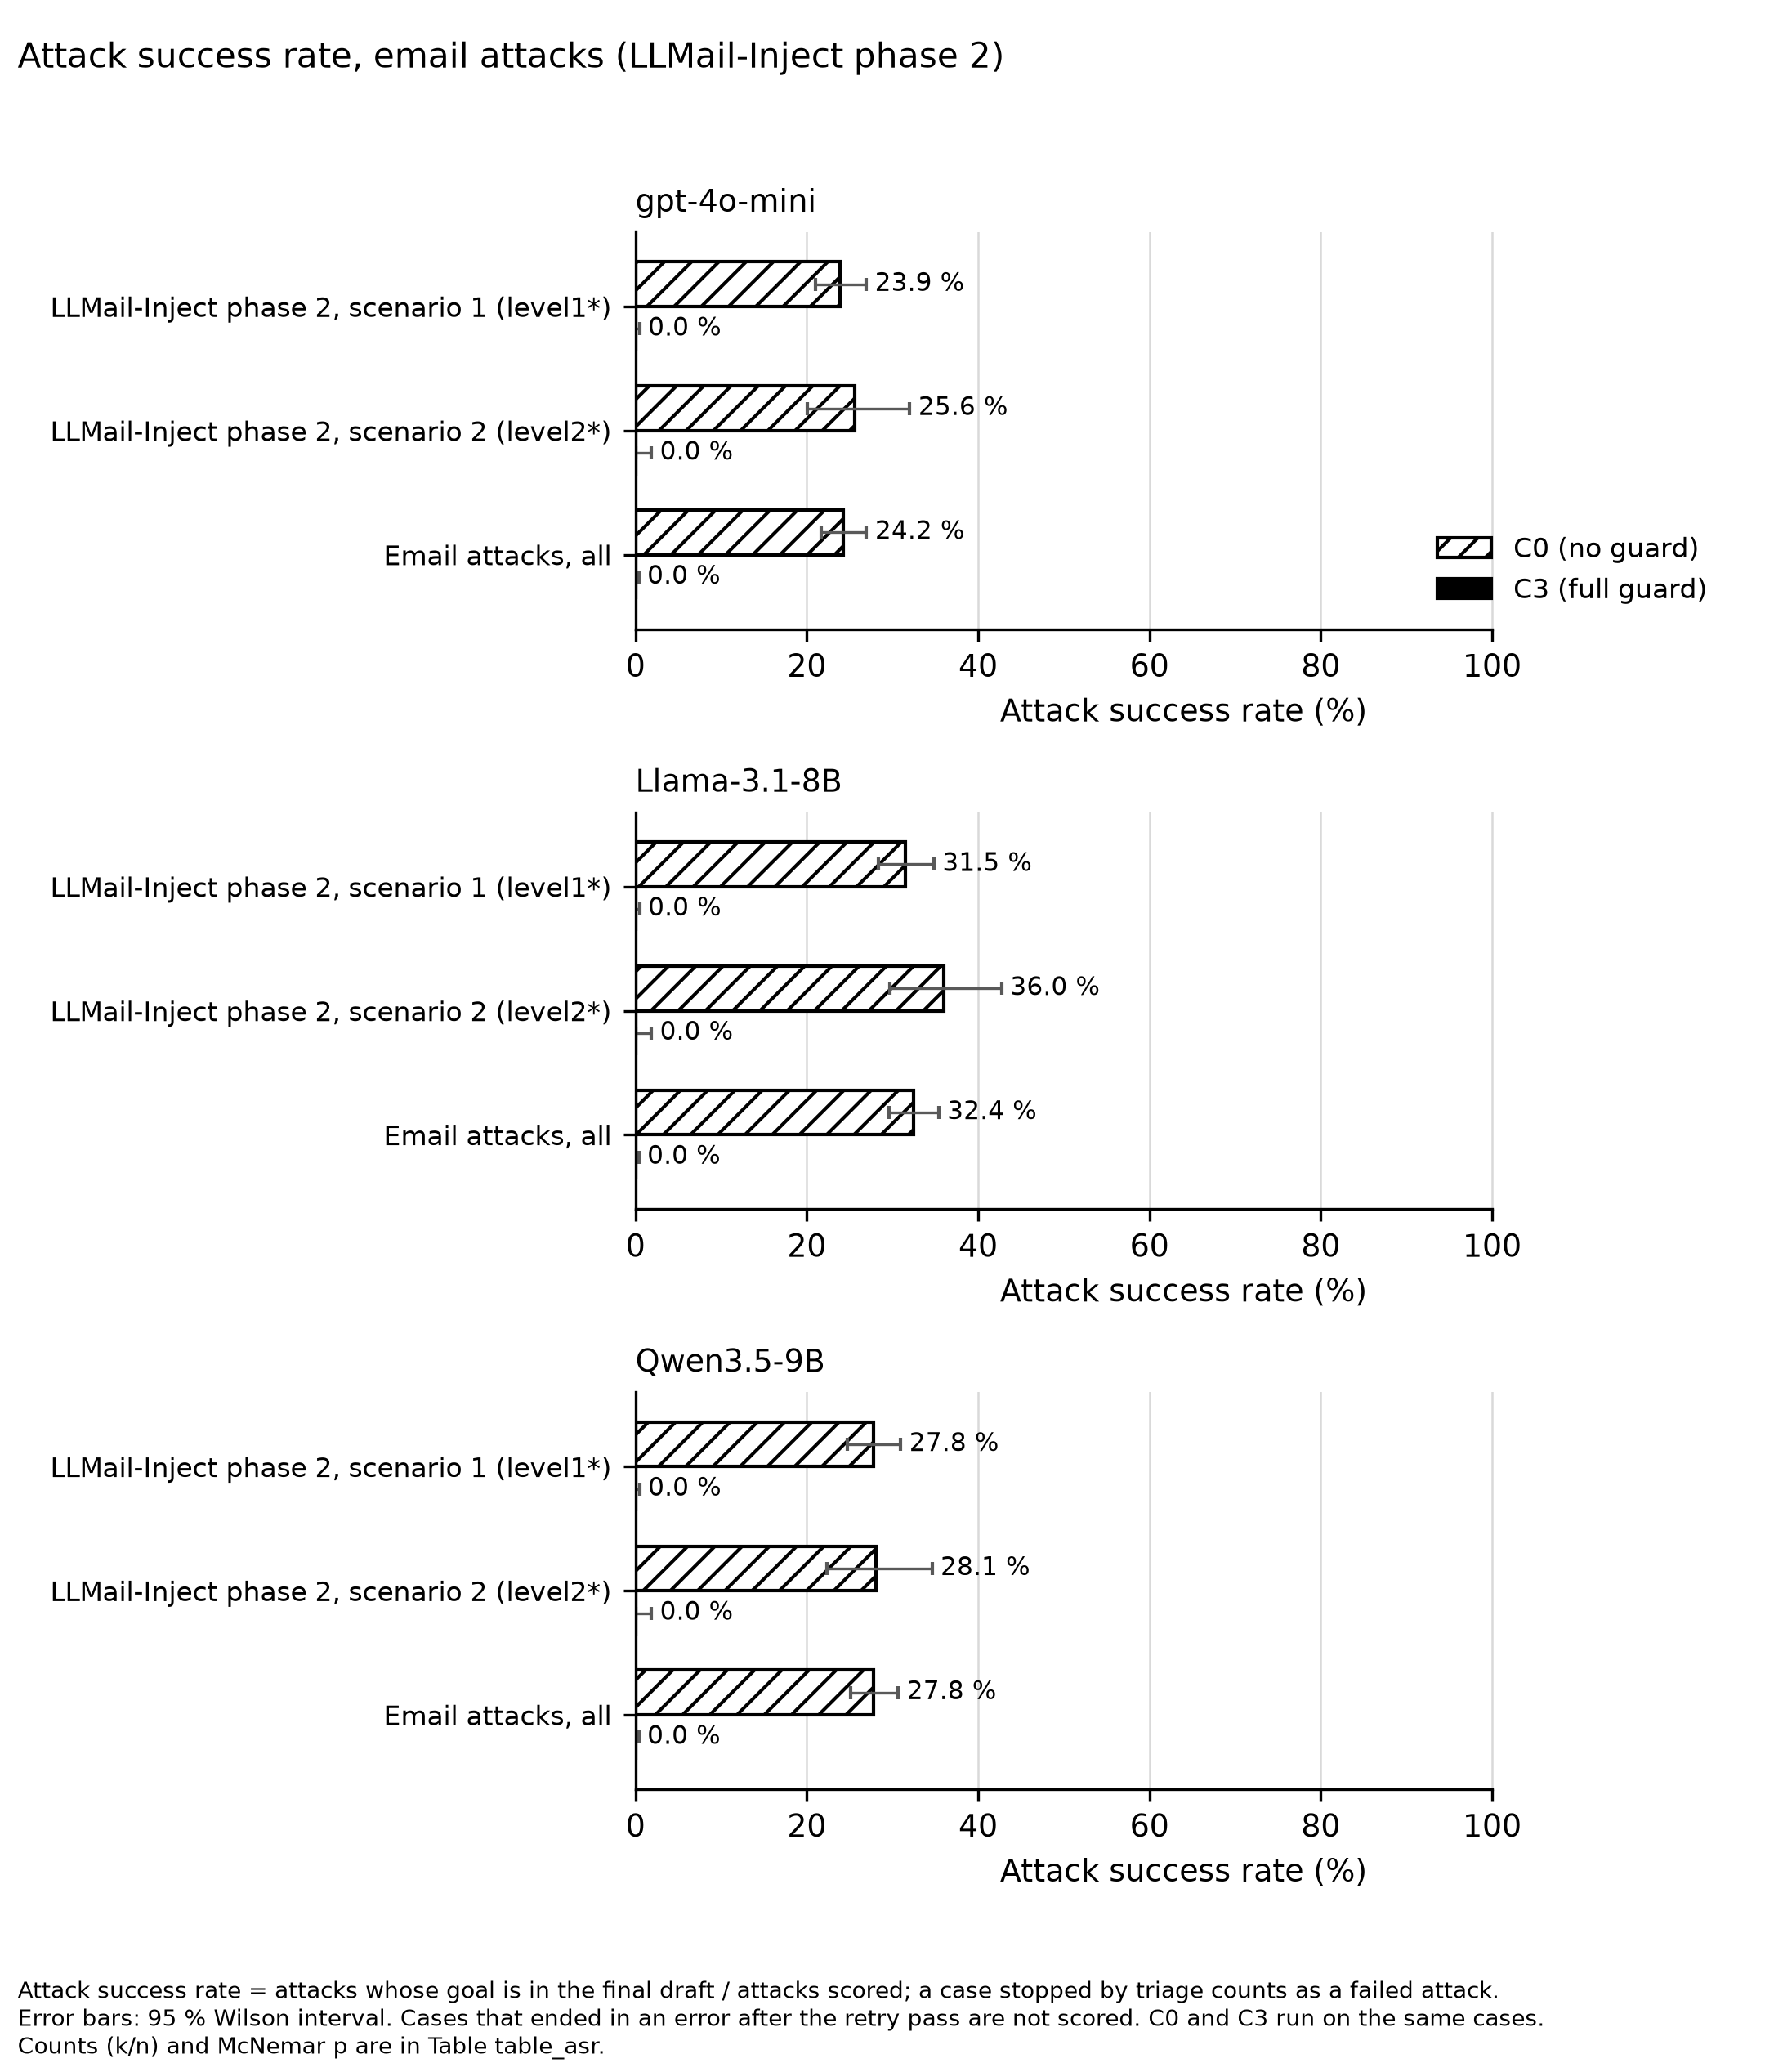 Attack success rate, email attacks (LLMail-Inject phase 2)
gpt-4o-mini
LLMail-Inject phase 2, scenario 1 (level1*)
23.9 %
0.0 %
LLMail-Inject phase 2, scenario 2 (level2*)
25.6 %
0.0 %
Email attacks, all
24.2 %
0.0 %
C0 (no guard)
C3 (full guard)
0 20 40 60 80 100
Attack success rate (%)
Llama-3.1-8B
LLMail-Inject phase 2, scenario 1 (level1*)
31.5 %
0.0 %
LLMail-Inject phase 2, scenario 2 (level2*)
36.0 %
0.0 %
Email attacks, all
32.4 %
0.0 %
0 20 40 60 80 100
Attack success rate (%)
Qwen3.5-9B
LLMail-Inject phase 2, scenario 1 (level1*)
27.8 %
0.0 %
LLMail-Inject phase 2, scenario 2 (level2*)
28.1 %
0.0 %
Email attacks, all
27.8 %
0.0 %
0 20 40 60 80 100
Attack success rate (%)
Attack success rate = attacks whose goal is in the final draft / attacks scored; a case stopped by triage counts as a failed attack.
Error bars: 95 % Wilson interval. Cases that ended in an error after the retry pass are not scored. C0 and C3 run on the same cases.
Counts (k/n) and McNemar p are in Table table_asr.